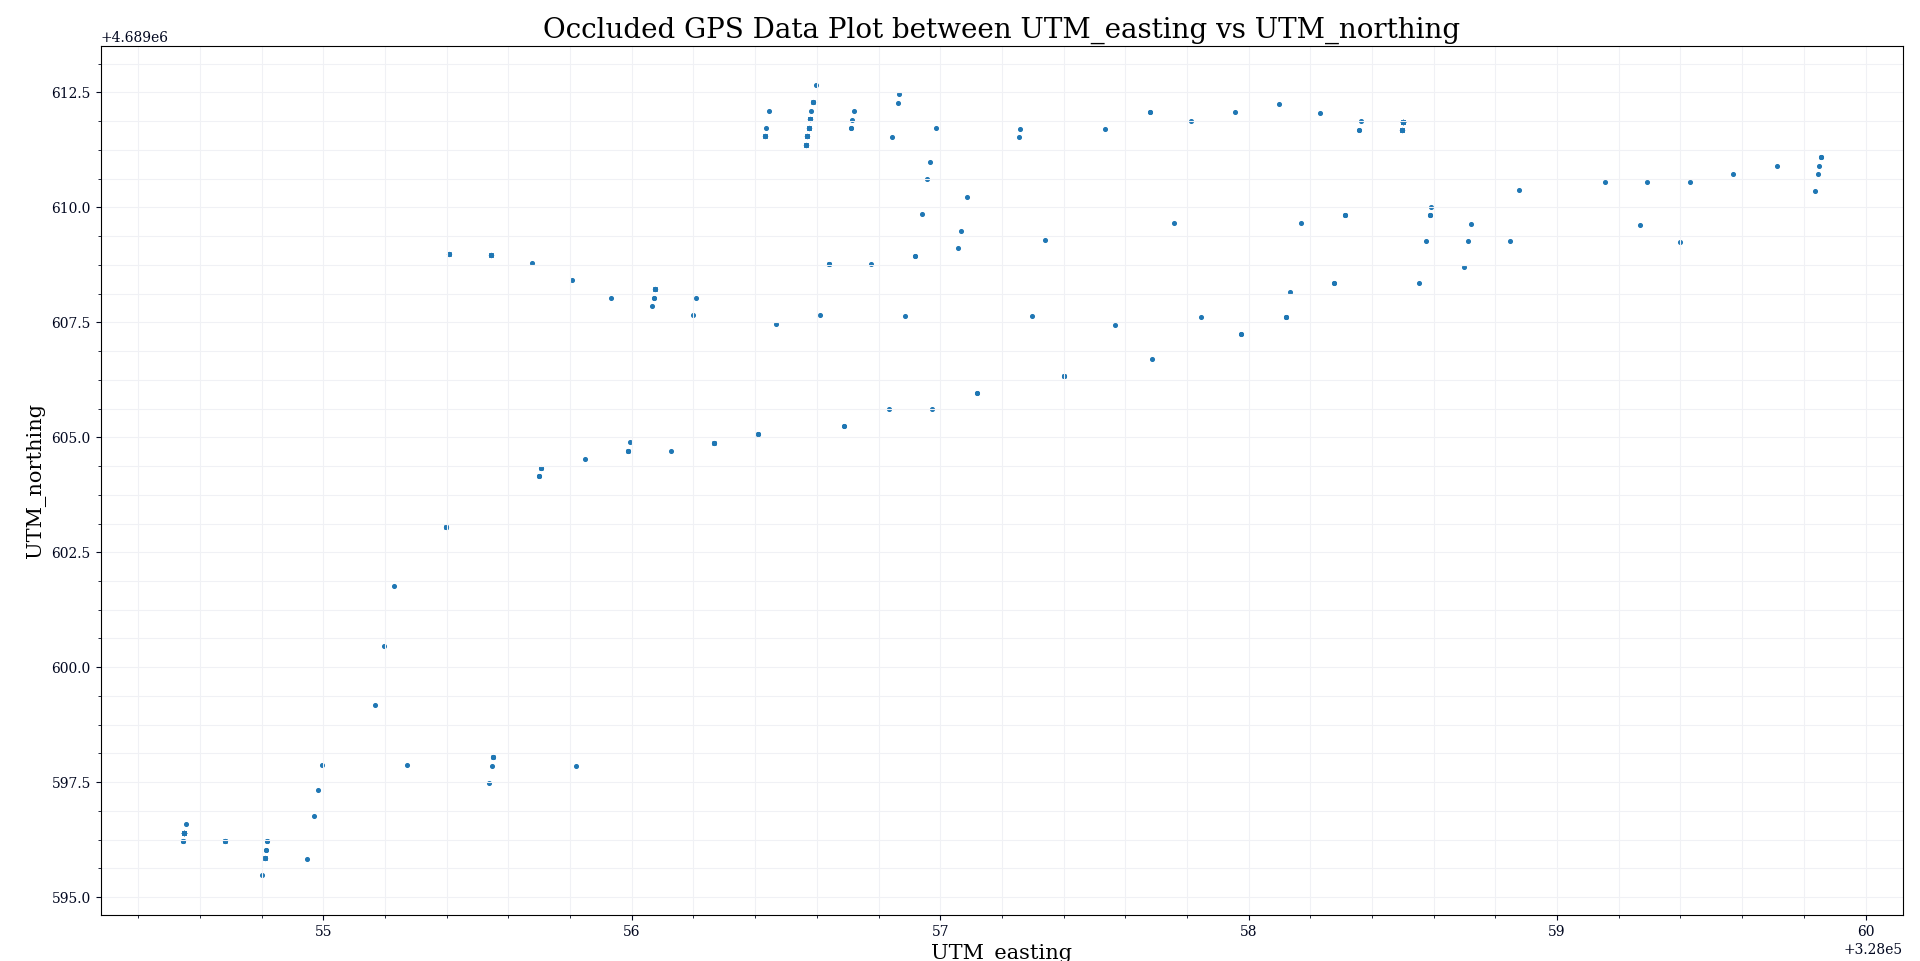 Occluded GPS Data Plot between UTM_easting vs UTM_northing
+4.689e6
612.5
610.0
607.5
605.0
602.5
600.0
597.5
595.0
UTM_northing
55 56 57 58 59 60
+3.28e5
UTM_easting